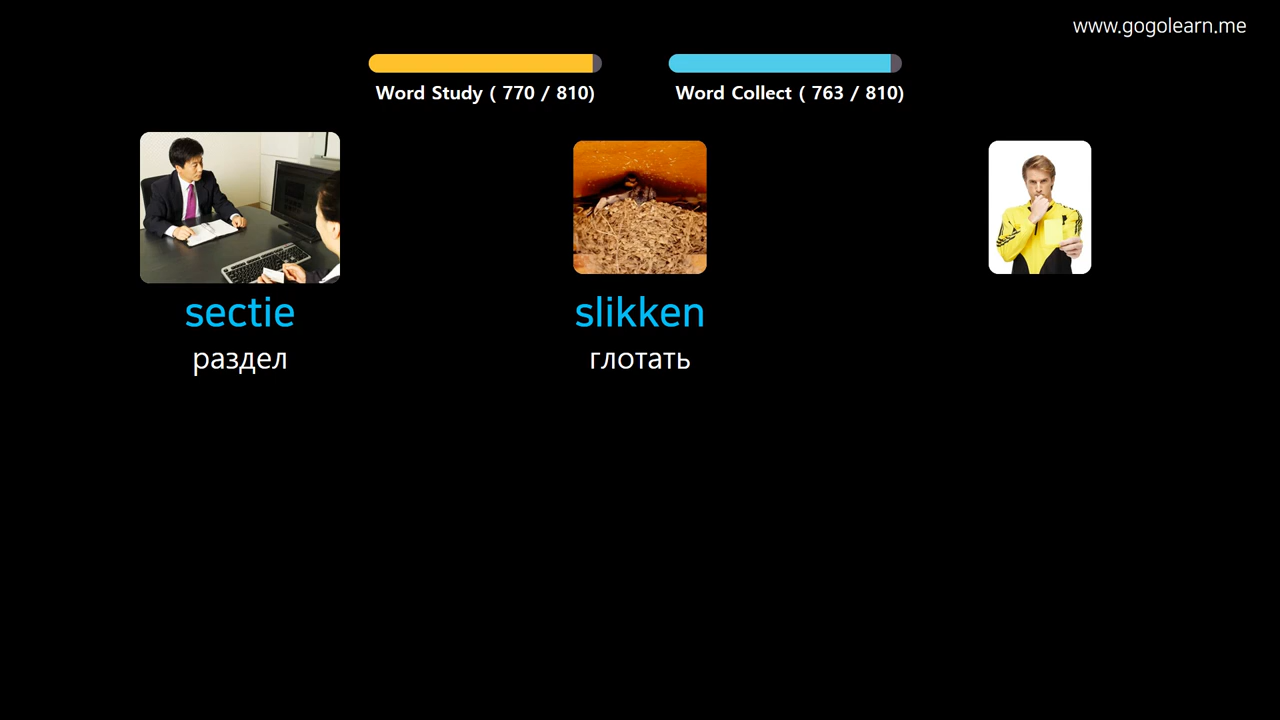 www.gogolearn.me
Word Study ( 770 / 810)
Word Collect ( 763 / 810)
sectie
slikken
раздел
глотать